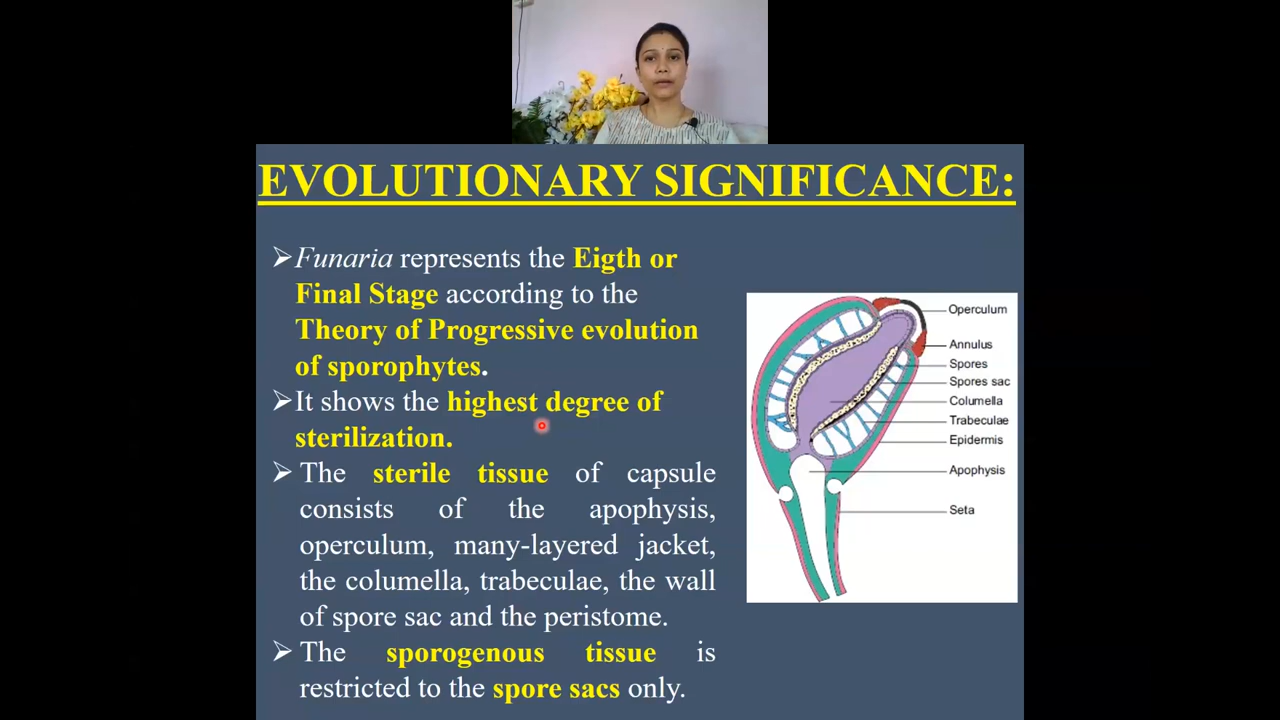 EVOLUTIONARY SIGNIFICANCE:
➢Funaria represents the Eigth or
Final Stage according to the
Theory of Progressive evolution
of sporophytes.
➢It shows the highest degree of
sterilization.
➢ The sterile tissue of capsule
consists of the apophysis,
operculum, many-layered jacket,
the columella, trabeculae, the wall
of spore sac and the peristome.
➢ The sporogenous tissue is
restricted to the spore sacs only.
Operculum
Annulus
Spores
Spores sac
Columella
Trabeculae
Epidermis
Apophysis
Seta